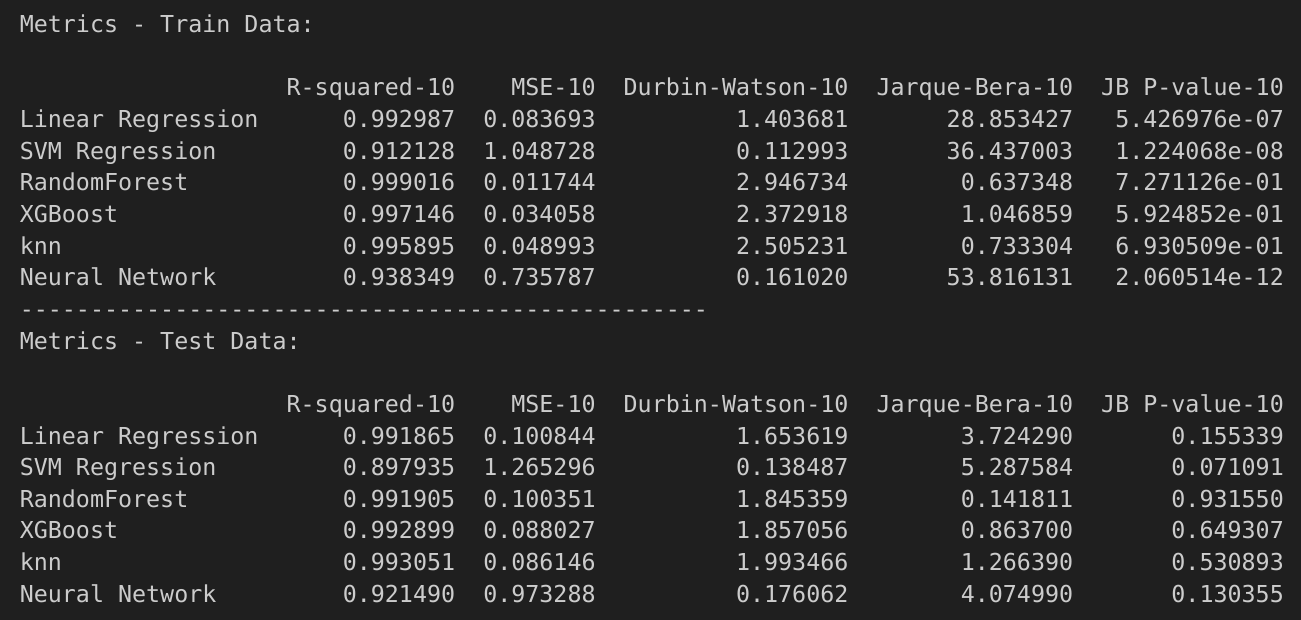 Metrics - Train Data:
R-squared-10 MSE-10 Durbin-Watson-10 Jarque-Bera-10 JB P-value-10
Linear Regression 0.992987 0.083693 1.403681 28.853427 5.426976e-07
SVM Regression 0.912128 1.048728 0.112993 36.437003 1.224068e-08
RandomForest 0.999016 0.011744 2.946734 0.637348 7.271126e-01
XGBoost 0.997146 0.034058 2.372918 1.046859 5.924852e-01
knn 0.995895 0.048993 2.505231 0.733304 6.930509e-01
Neural Network 0.938349 0.735787 0.161020 53.816131 2.060514e-12
-------------------------------------------------
Metrics - Test Data:
R-squared-10 MSE-10 Durbin-Watson-10 Jarque-Bera-10 JB P-value-10
Linear Regression 0.991865 0.100844 1.653619 3.724290 0.155339
SVM Regression 0.897935 1.265296 0.138487 5.287584 0.071091
RandomForest 0.991905 0.100351 1.845359 0.141811 0.931550
XGBoost 0.992899 0.088027 1.857056 0.863700 0.649307
knn 0.993051 0.086146 1.993466 1.266390 0.530893
Neural Network 0.921490 0.973288 0.176062 4.074990 0.130355